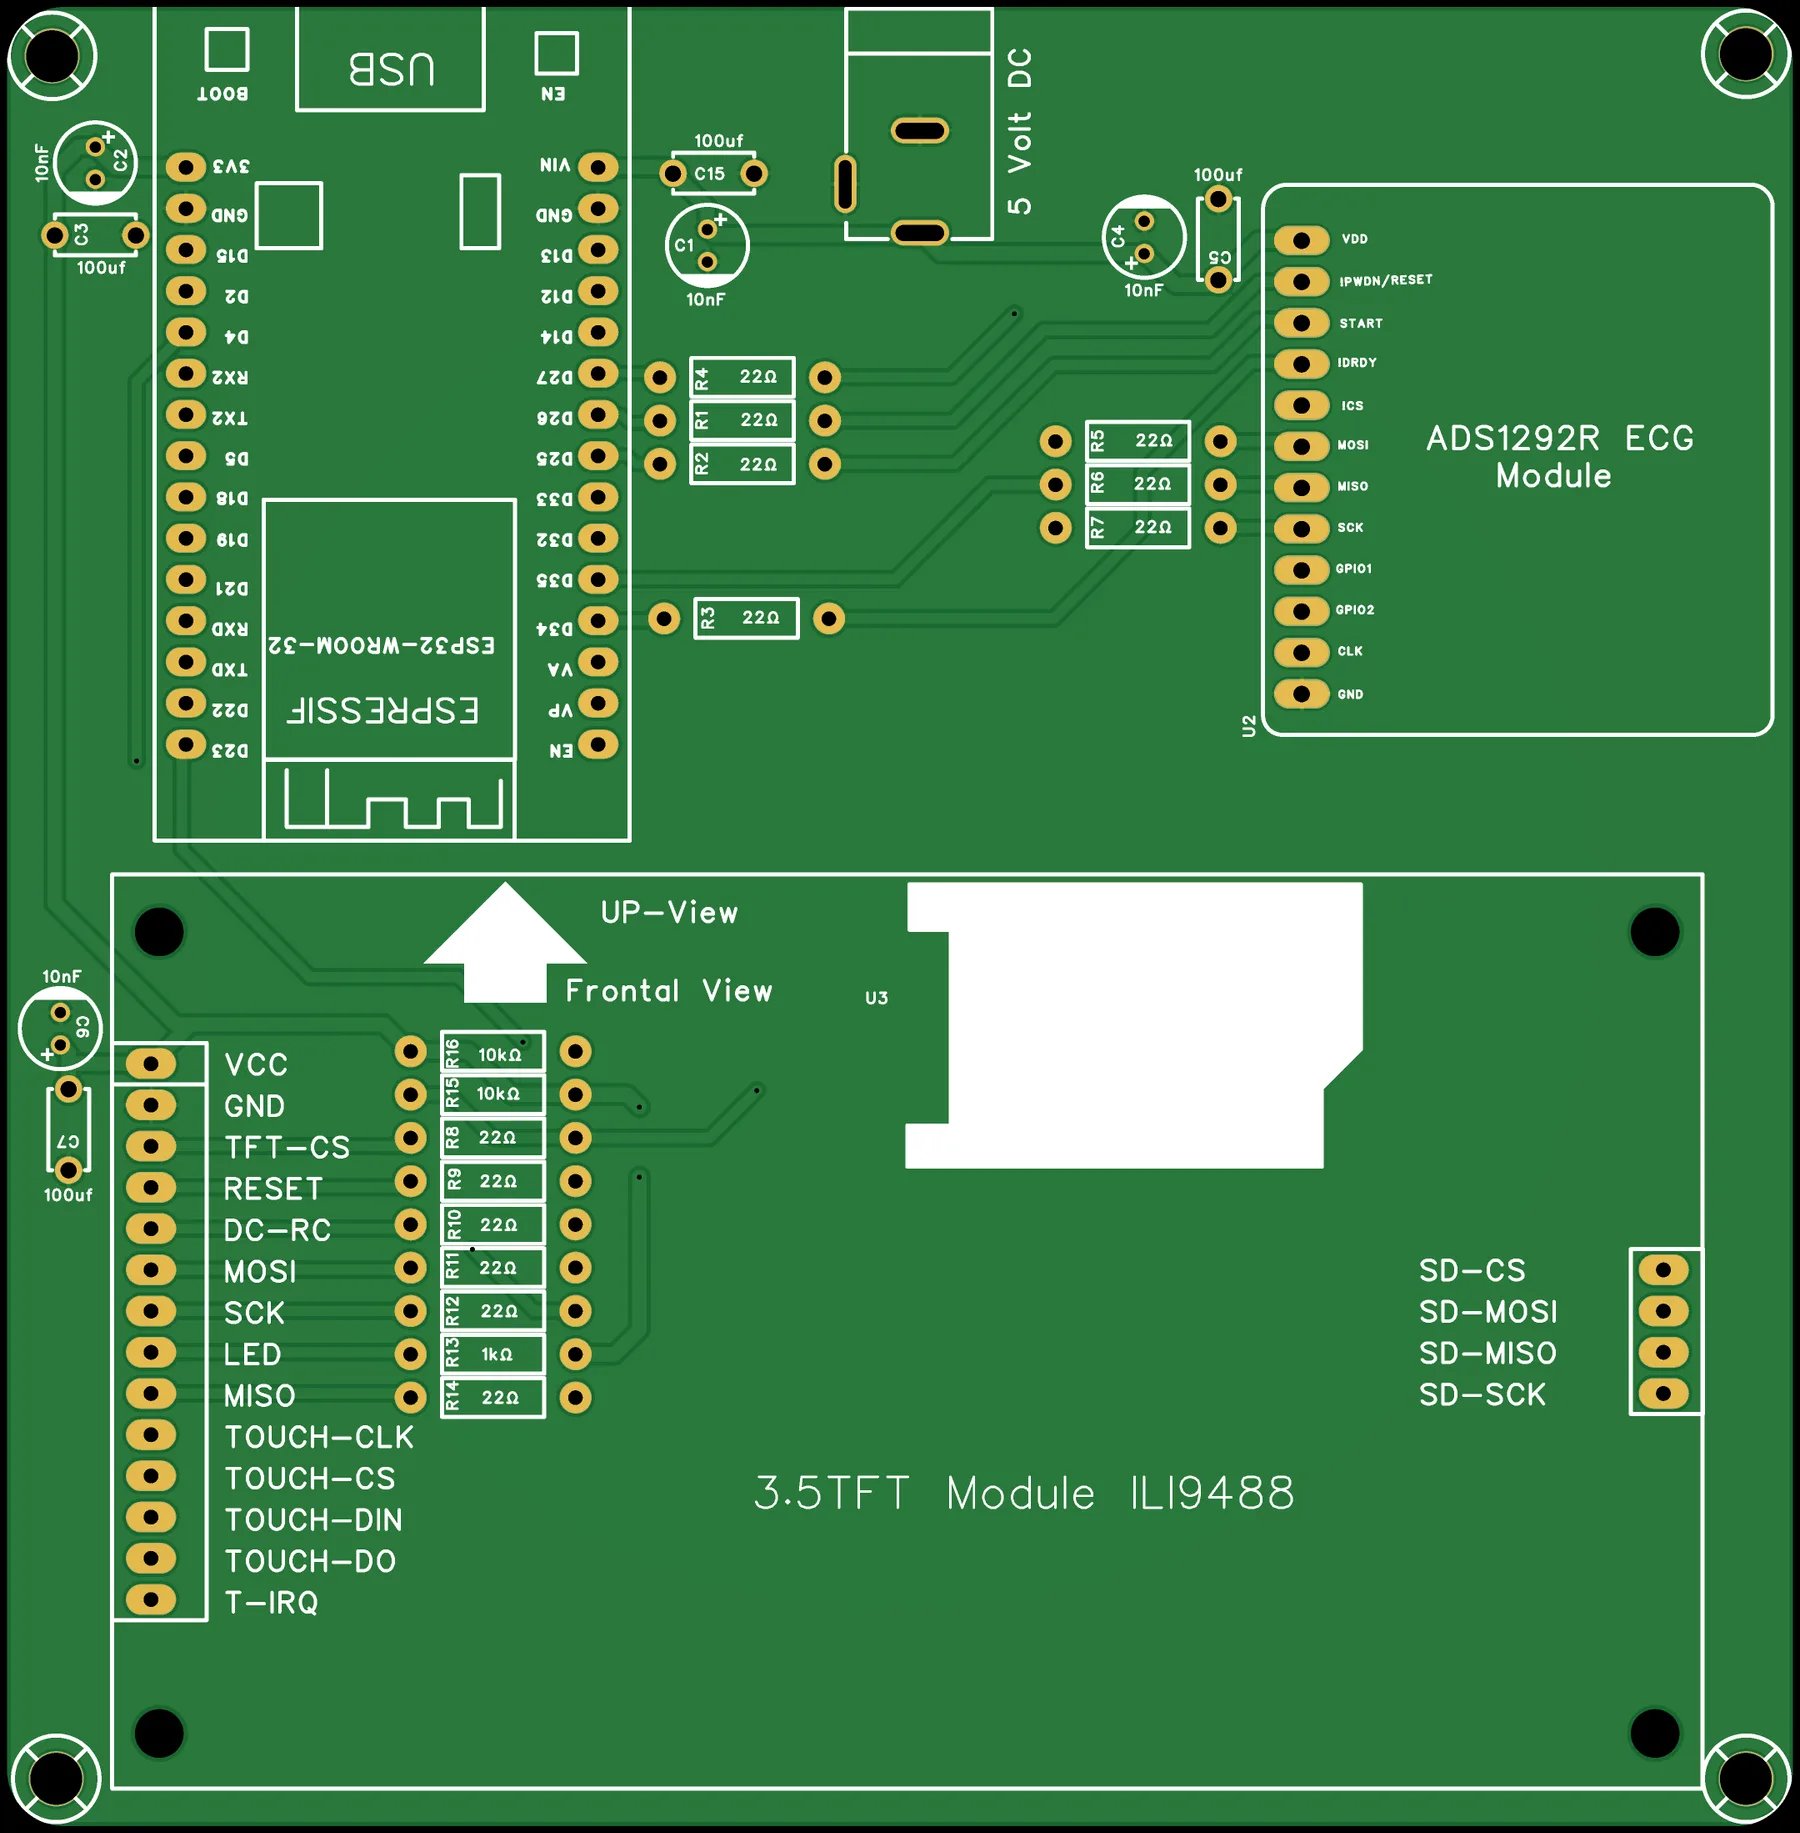 USB
BOOT
EN
3V3
GND
D15
D2
D4
RX2
TX2
D5
D18
D19
D21
RXD
TXD
D22
D23
VIN
GND
D13
D12
D14
D27
D26
D25
D33
D32
D35
D34
VA
VP
EN
ESP32-WROOM-32
ESPRESSIF
10nF
C2
C3
100uf
100uf
C15
C1
10nF
5 Volt DC
C4
10nF
100uf
C5
R4 22Ω
R1 22Ω
R2 22Ω
R5 22Ω
R6 22Ω
R7 22Ω
R3 22Ω
VDD
IPWDN/RESET
START
IDRDY
ICS
MOSI
MISO
SCK
GPIO1
GPIO2
CLK
GND
ADS1292R ECG
Module
U2
UP-View
Frontal View
U3
10nF
C6
C7
100uf
VCC
GND
TFT-CS
RESET
DC-RC
MOSI
SCK
LED
MISO
TOUCH-CLK
TOUCH-CS
TOUCH-DIN
TOUCH-DO
T-IRQ
R16 10kΩ
R15 10kΩ
R8 22Ω
R9 22Ω
R10 22Ω
R11 22Ω
R12 22Ω
R13 1kΩ
R14 22Ω
SD-CS
SD-MOSI
SD-MISO
SD-SCK
3.5TFT Module ILI9488